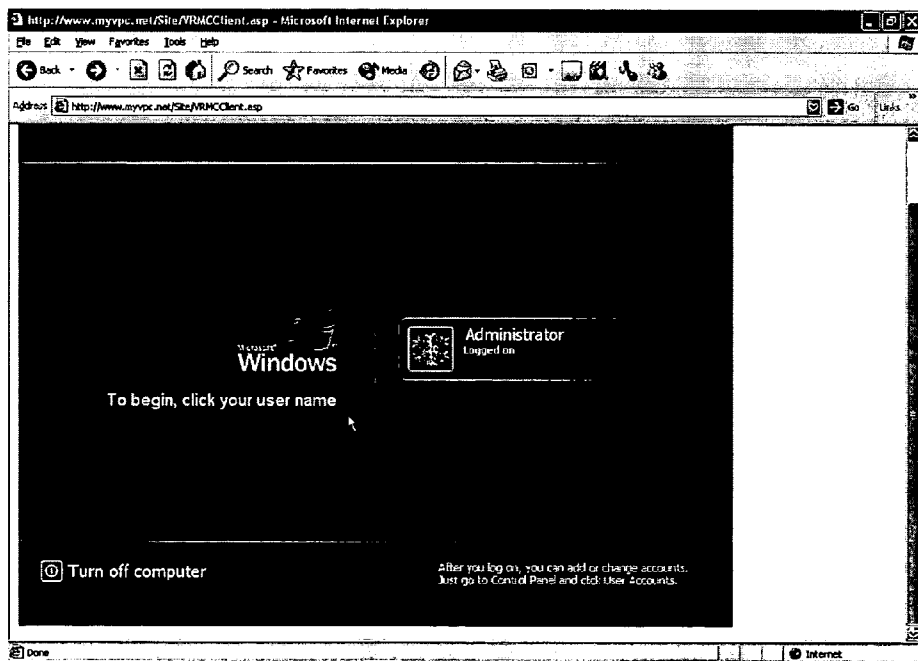 http://www.myvpc.net/Site/VRMCClient.asp - Microsoft Internet Explorer
File Edit View Favorites Tools Help
Back Search Favorites Media
Address http://www.myvpc.net/Site/VRMCClient.asp Go Links »
Microsoft
Windows
To begin, click your user name
Administrator
Logged on
Turn off computer
After you log on, you can add or change accounts.
Just go to Control Panel and click User Accounts.
Done Internet